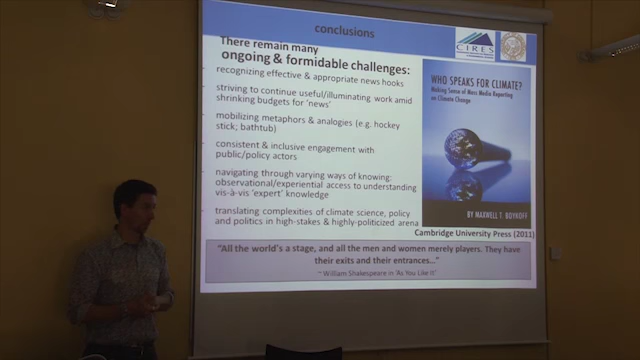 conclusions
There remain many
ongoing & formidable challenges:
recognizing effective & appropriate news hooks
striving to continue useful/illuminating work amid
shrinking budgets for ‘news’
mobilizing metaphors & analogies (e.g. hockey
stick, bathtub)
consistent & inclusive engagement with
public/policy actors
navigating through varying ways of knowing:
observational/experiential access to understanding
vis-à-vis ‘expert’ knowledge
translating complexities of climate science, policy
and politics in high-stakes & highly-politicized arena
CIRES
WHO SPEAKS FOR CLIMATE?
Making Sense of Mass Media Reporting
on Climate Change
BY MAXWELL T. BOYKOFF
Cambridge University Press (2011)
“All the world's a stage, and all the men and women merely players. They have
their exits and their entrances…”
~ William Shakespeare in ‘As You Like It’